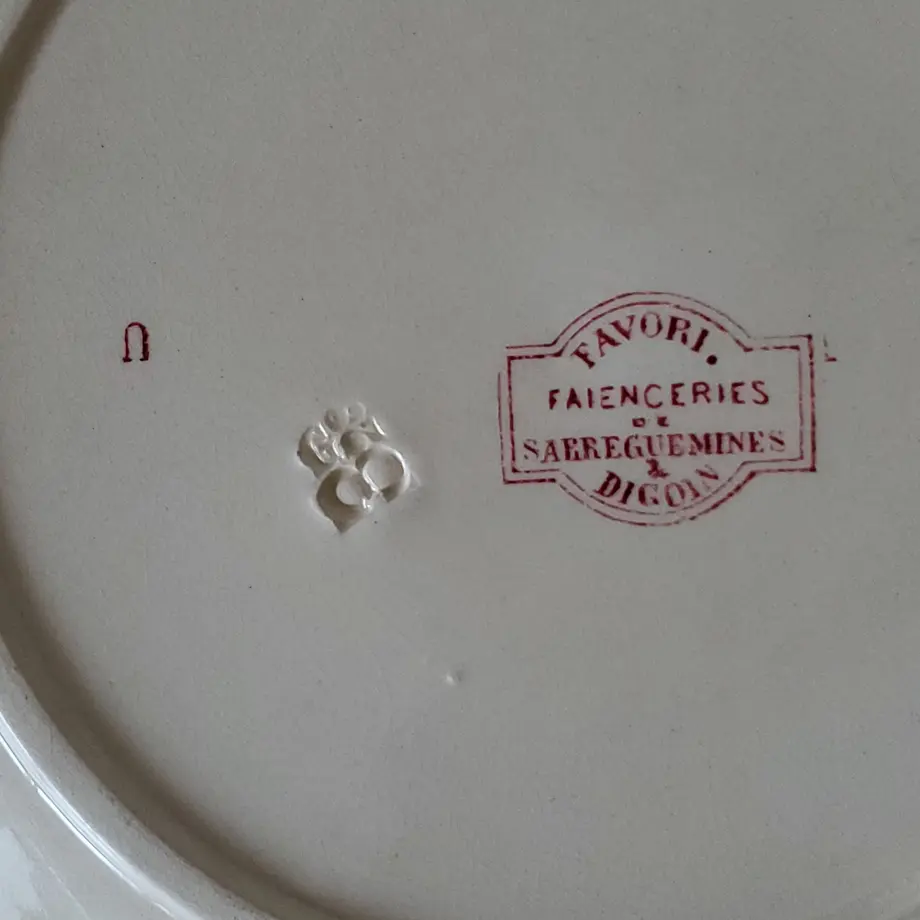 FAVORI.
FAIENCERIES
DE
SARREGUEMINES
&
DIGOIN